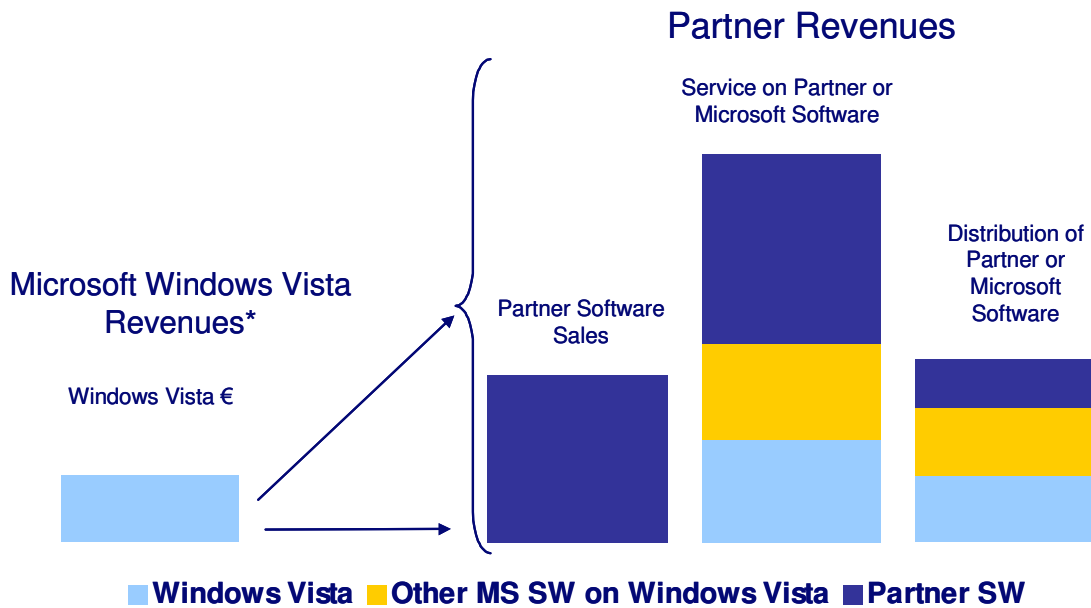 Partner Revenues
Service on Partner or
Microsoft Software
Distribution of
Partner or
Microsoft
Software
Microsoft Windows Vista
Revenues*
Partner Software
Sales
Windows Vista €
Windows Vista Other MS SW on Windows Vista Partner SW